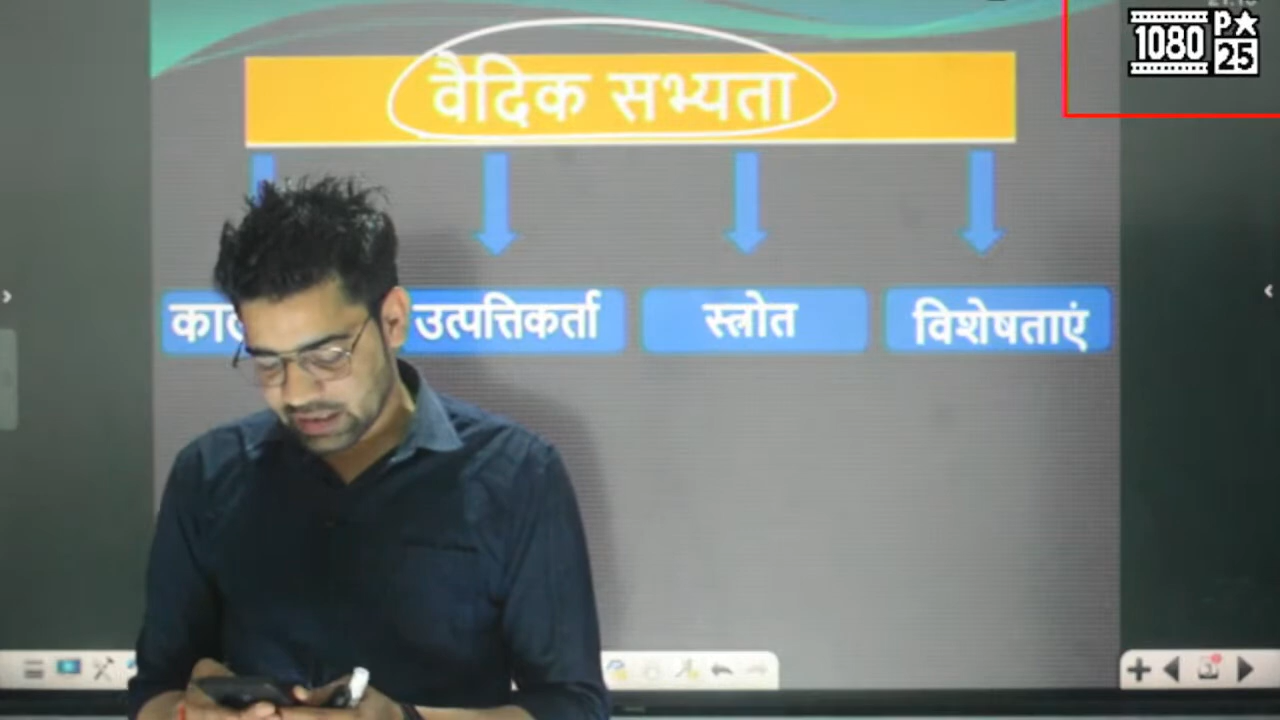 1080 P★
25
वैदिक सभ्यता
उत्पत्तिकर्ता
स्त्रोत
विशेषताएं